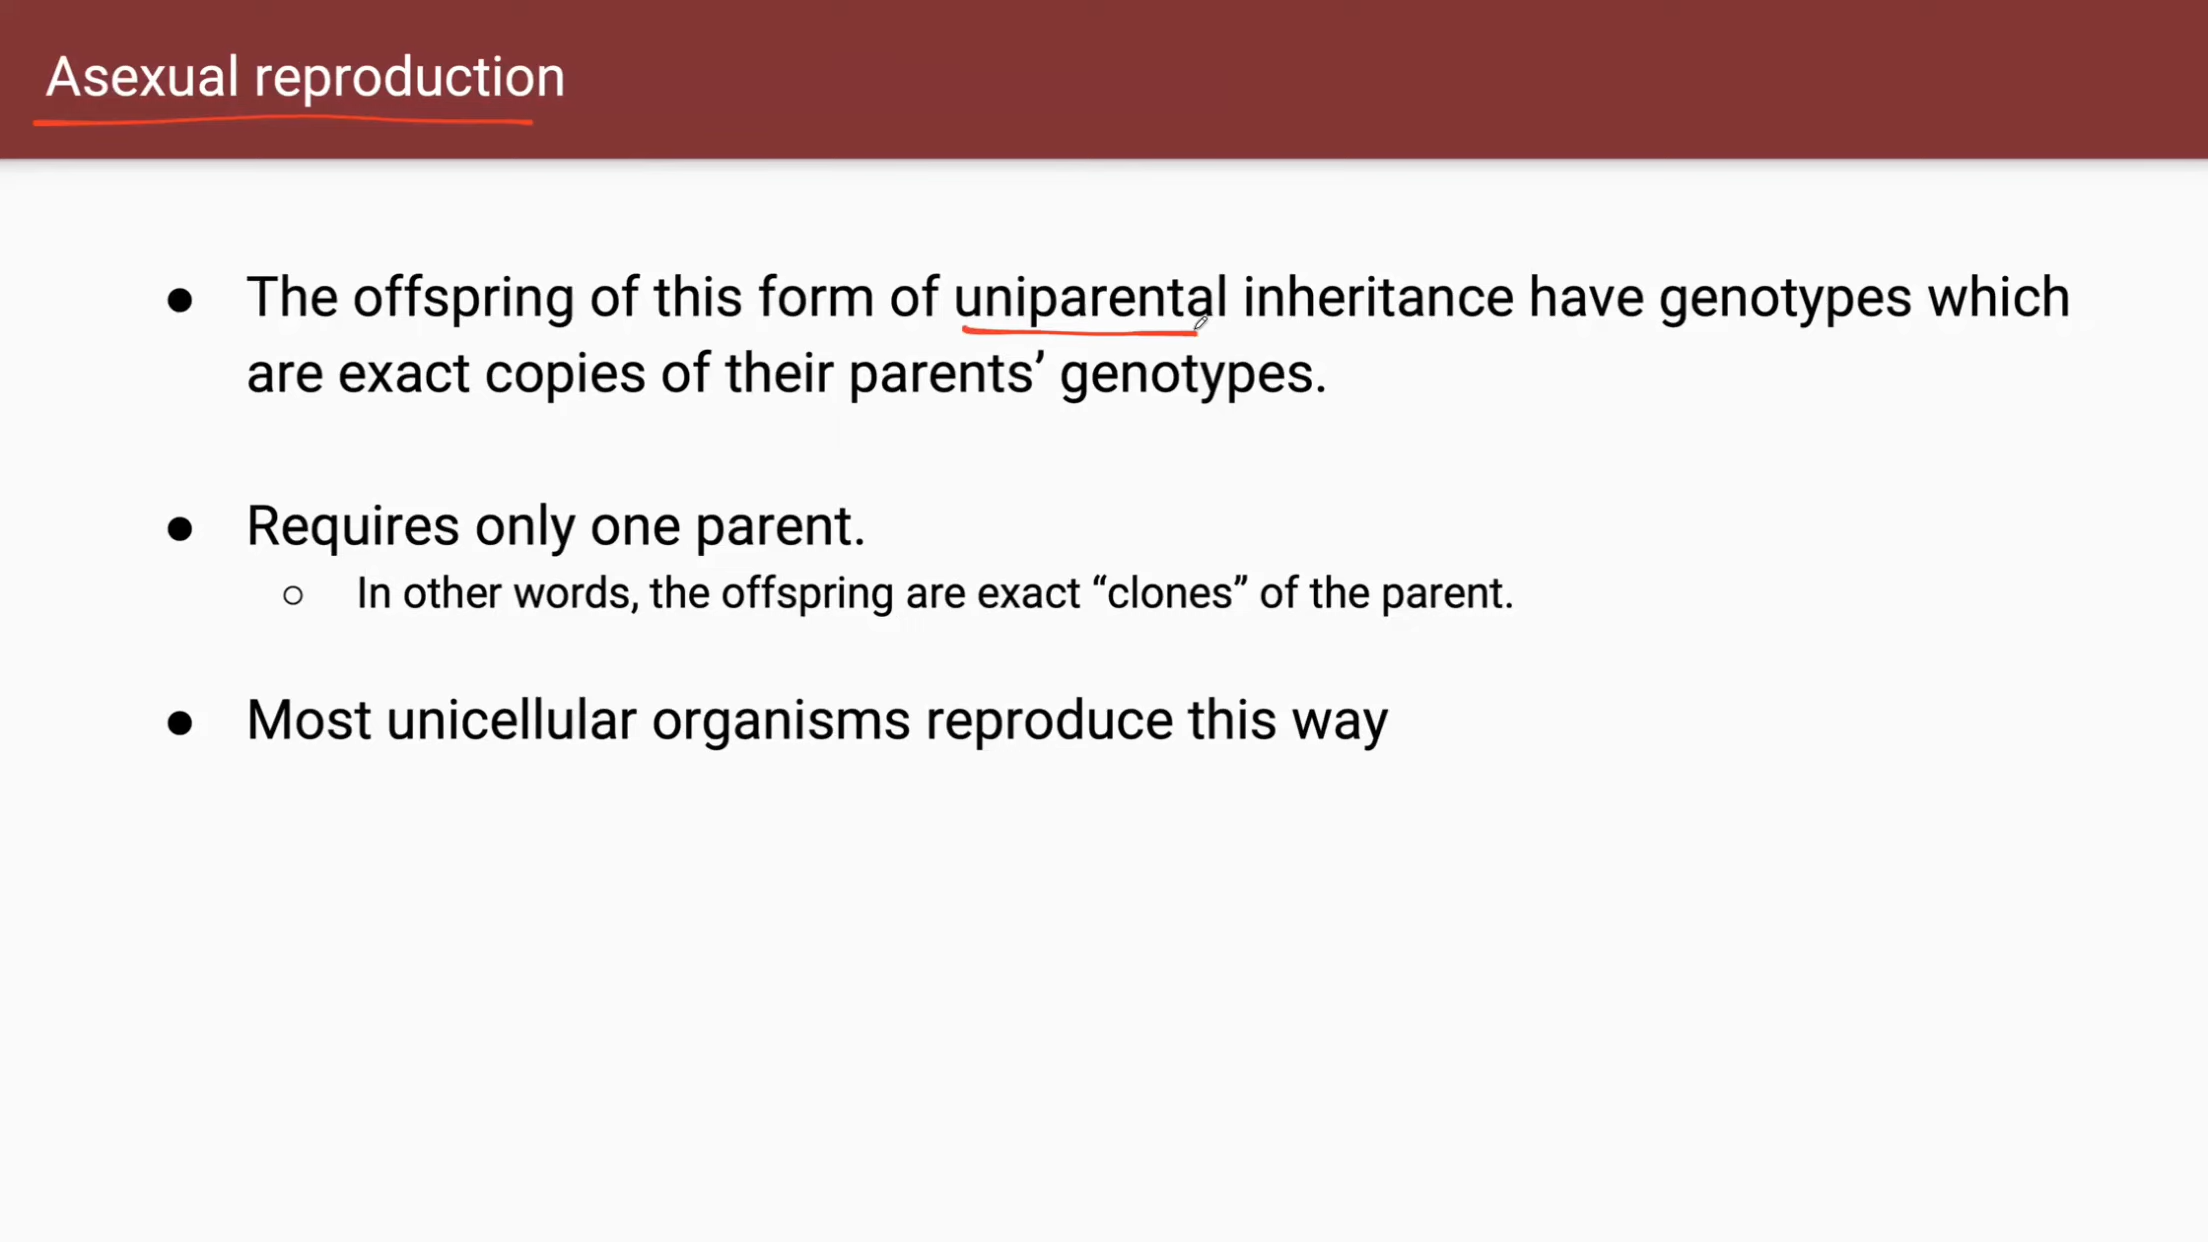 Asexual reproduction
● The offspring of this form of uniparental inheritance have genotypes which
are exact copies of their parents’ genotypes.
● Requires only one parent.
○ In other words, the offspring are exact “clones” of the parent.
● Most unicellular organisms reproduce this way